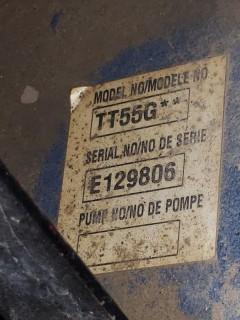 MODEL NO/MODELE NO
TT55G**
SERIAL NO/NO DE SERIE
E129806
PUMP NO/NO DE POMPE